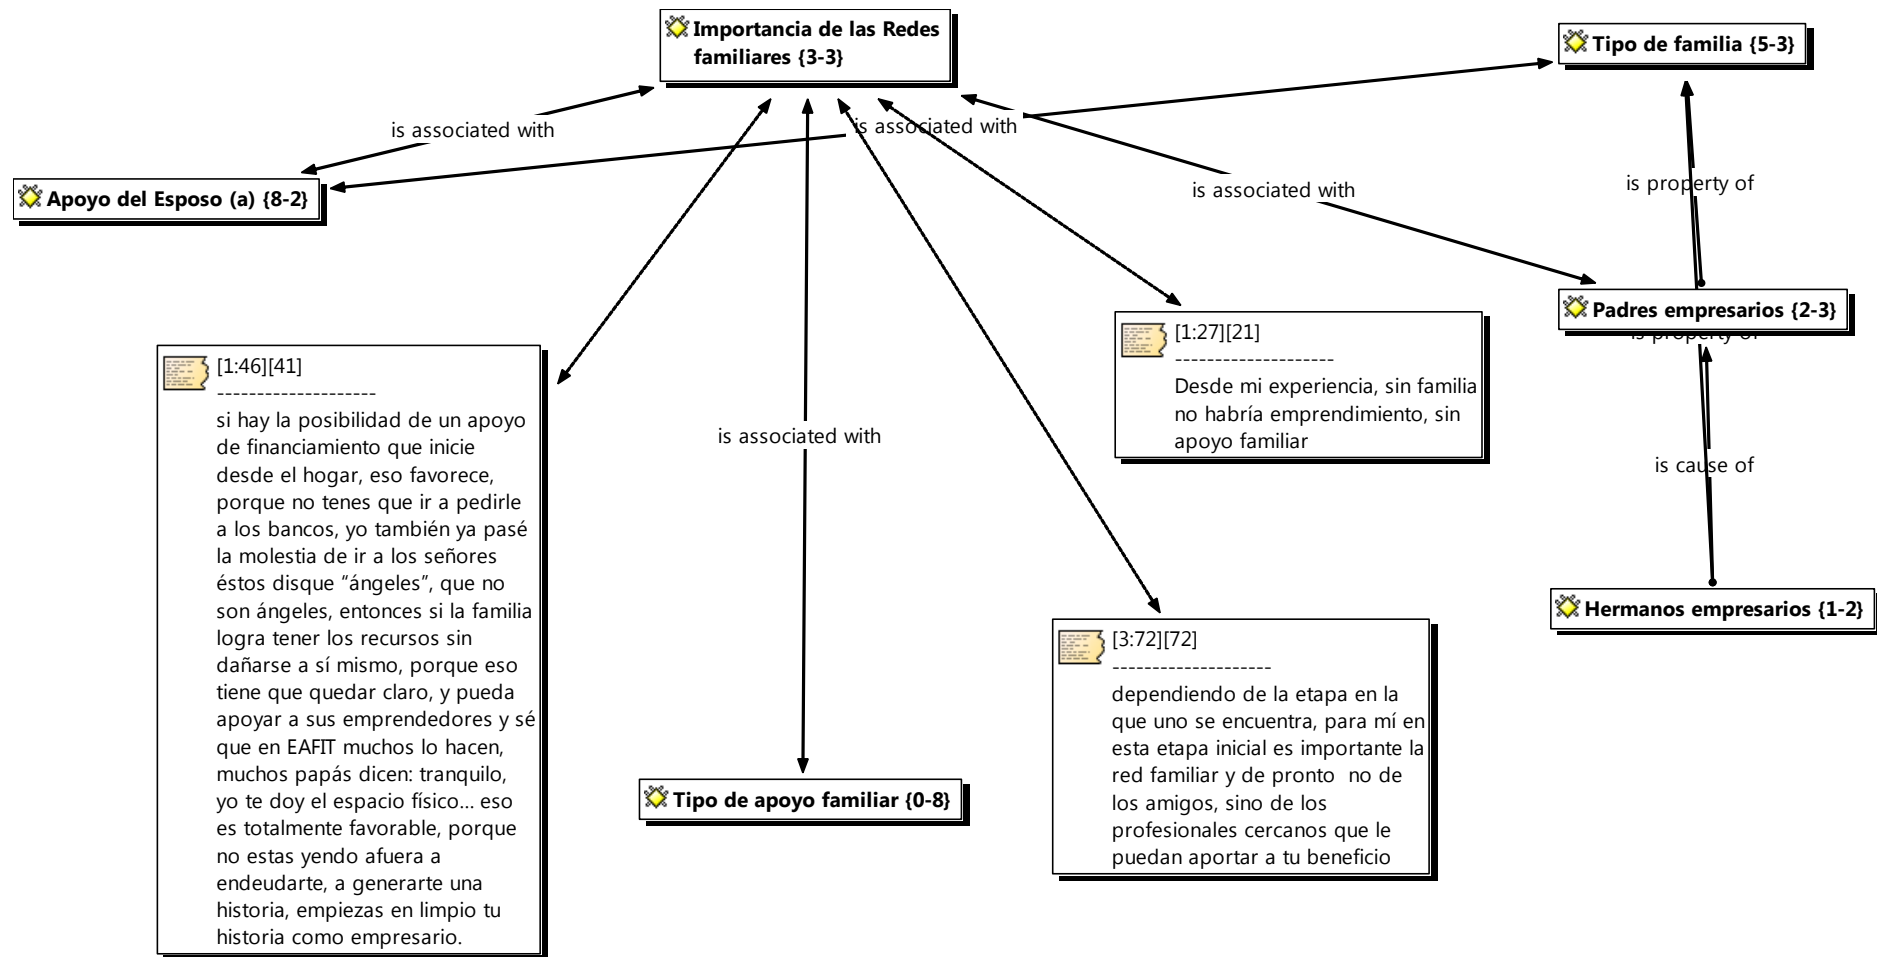 Importancia de las Redes
familiares {3-3}
Tipo de familia {5-3}
is associated with
is associated with
is associated with
is property of
Apoyo del Esposo (a) {8-2}
Padres empresarios {2-3}
is property of
[1:27][21]
--------------------
Desde mi experiencia, sin familia
no habría emprendimiento, sin
apoyo familiar
[1:46][41]
--------------------
si hay la posibilidad de un apoyo
de financiamiento que inicie
desde el hogar, eso favorece,
porque no tenes que ir a pedirle
a los bancos, yo también ya pasé
la molestia de ir a los señores
éstos disque “ángeles”, que no
son ángeles, entonces si la familia
logra tener los recursos sin
dañarse a sí mismo, porque eso
tiene que quedar claro, y pueda
apoyar a sus emprendedores y sé
que en EAFIT muchos lo hacen,
muchos papás dicen: tranquilo,
yo te doy el espacio físico... eso
es totalmente favorable, porque
no estas yendo afuera a
endeudarte, a generarte una
historia, empiezas en limpio tu
historia como empresario.
is associated with
is cause of
Hermanos empresarios {1-2}
[3:72][72]
--------------------
dependiendo de la etapa en la
que uno se encuentra, para mí en
esta etapa inicial es importante la
red familiar y de pronto  no de
los amigos, sino de los
profesionales cercanos que le
puedan aportar a tu beneficio
Tipo de apoyo familiar {0-8}